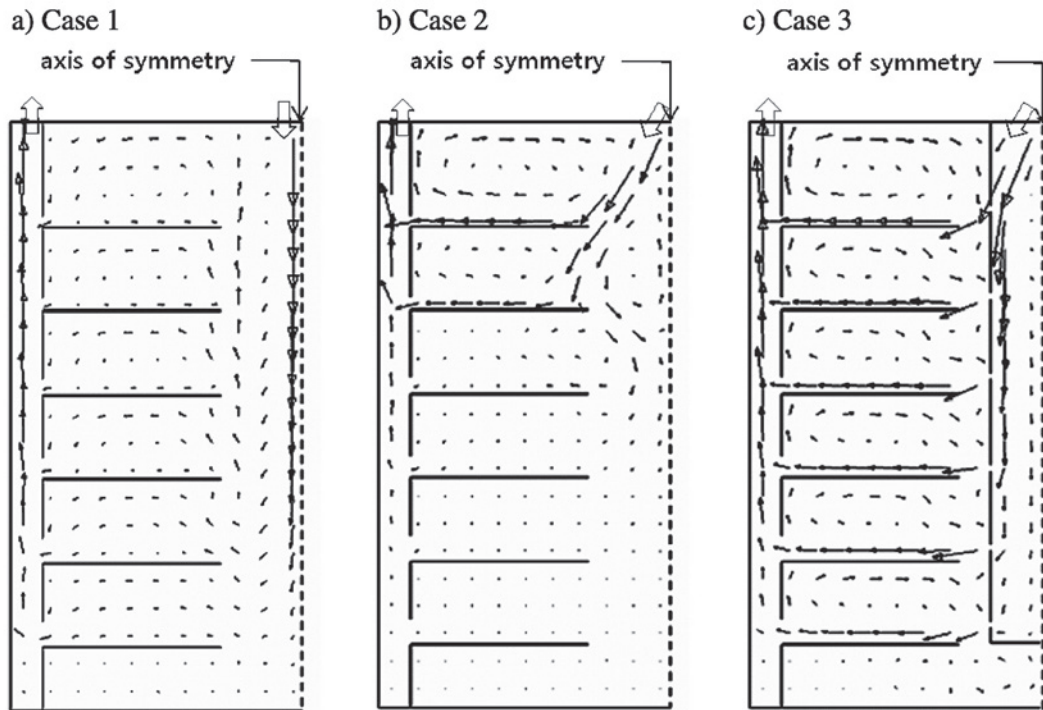 a) Case 1
axis of symmetry
b) Case 2
axis of symmetry
c) Case 3
axis of symmetry